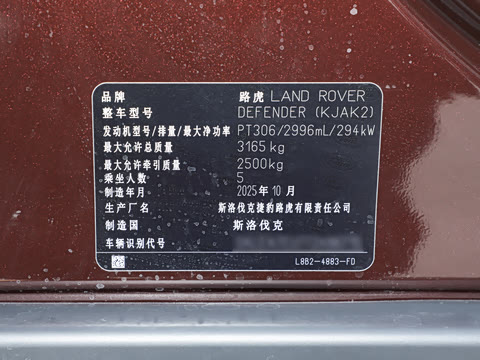 品牌 路虎 LAND ROVER
整车型号 DEFENDER (KJAK2)
发动机型号/排量/最大净功率 PT306/2996mL/294kW
最大允许总质量 3165kg
最大允许牵引质量 2500kg
乘坐人数 5
制造年月 2025年10月
生产厂名 斯洛伐克捷豹路虎有限责任公司
制造国 斯洛伐克
车辆识别代号
L8B2-4883-FD